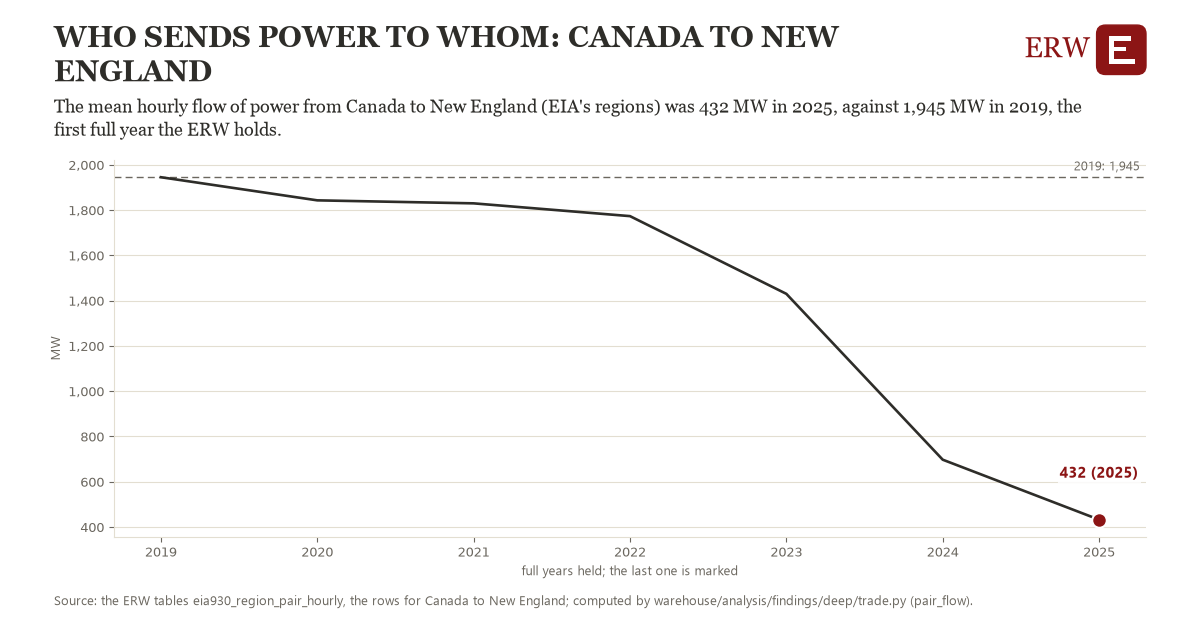 WHO SENDS POWER TO WHOM: CANADA TO NEW
ENGLAND
ERW E
The mean hourly flow of power from Canada to New England (EIA's regions) was 432 MW in 2025, against 1,945 MW in 2019, the
first full year the ERW holds.
2,000
2019: 1,945
1,800
1,600
1,400
1,200
MW
1,000
800
600
432 (2025)
400
2019 2020 2021 2022 2023 2024 2025
full years held; the last one is marked
Source: the ERW tables eia930_region_pair_hourly, the rows for Canada to New England; computed by warehouse/analysis/findings/deep/trade.py (pair_flow).